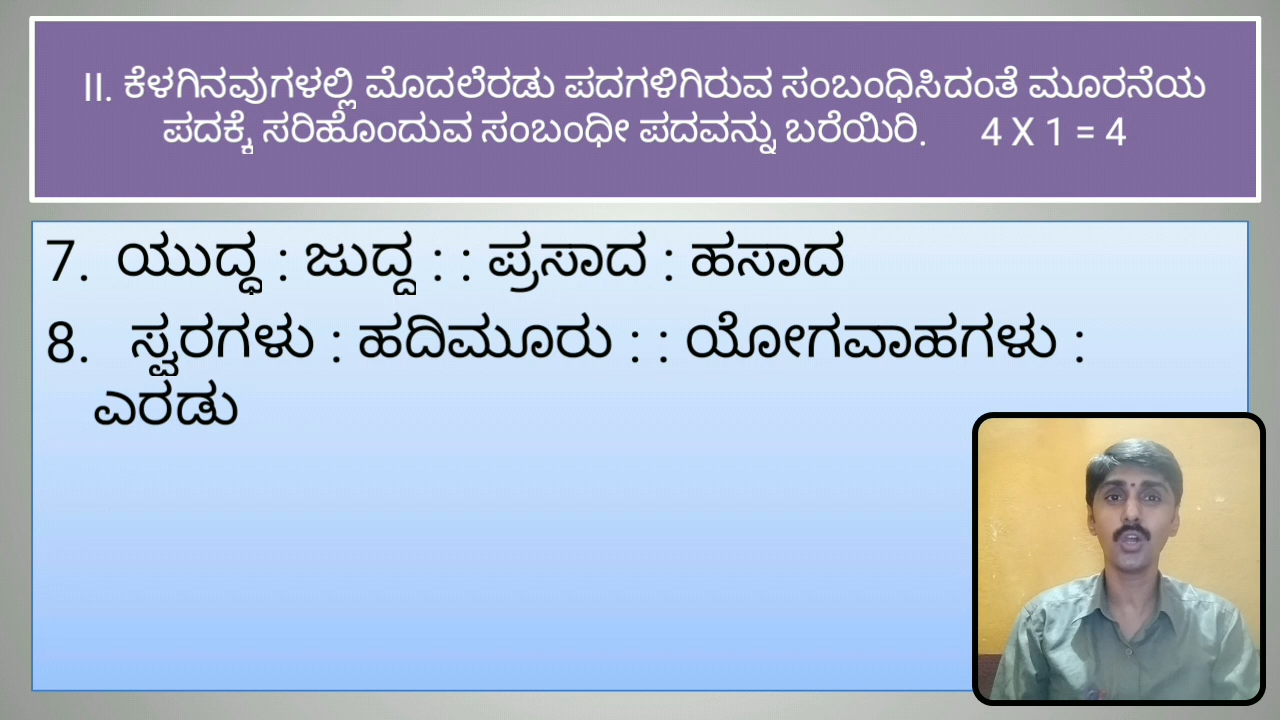 II. ಕೆಳಗಿನವುಗಳಲ್ಲಿ ಮೊದಲೆರಡು ಪದಗಳಿಗಿರುವ ಸಂಬಂಧಿಸಿದಂತೆ ಮೂರನೆಯ
ಪದಕ್ಕೆ ಸರಿಹೊಂದುವ ಸಂಬಂಧೀ ಪದವನ್ನು ಬರೆಯಿರಿ. 4 X 1 = 4
7. ಯುದ್ಧ : ಜುದ್ದ : : ಪ್ರಸಾದ : ಹಸಾದ
8. ಸ್ವರಗಳು : ಹದಿಮೂರು : : ಯೋಗವಾಹಗಳು :
ಎರಡು